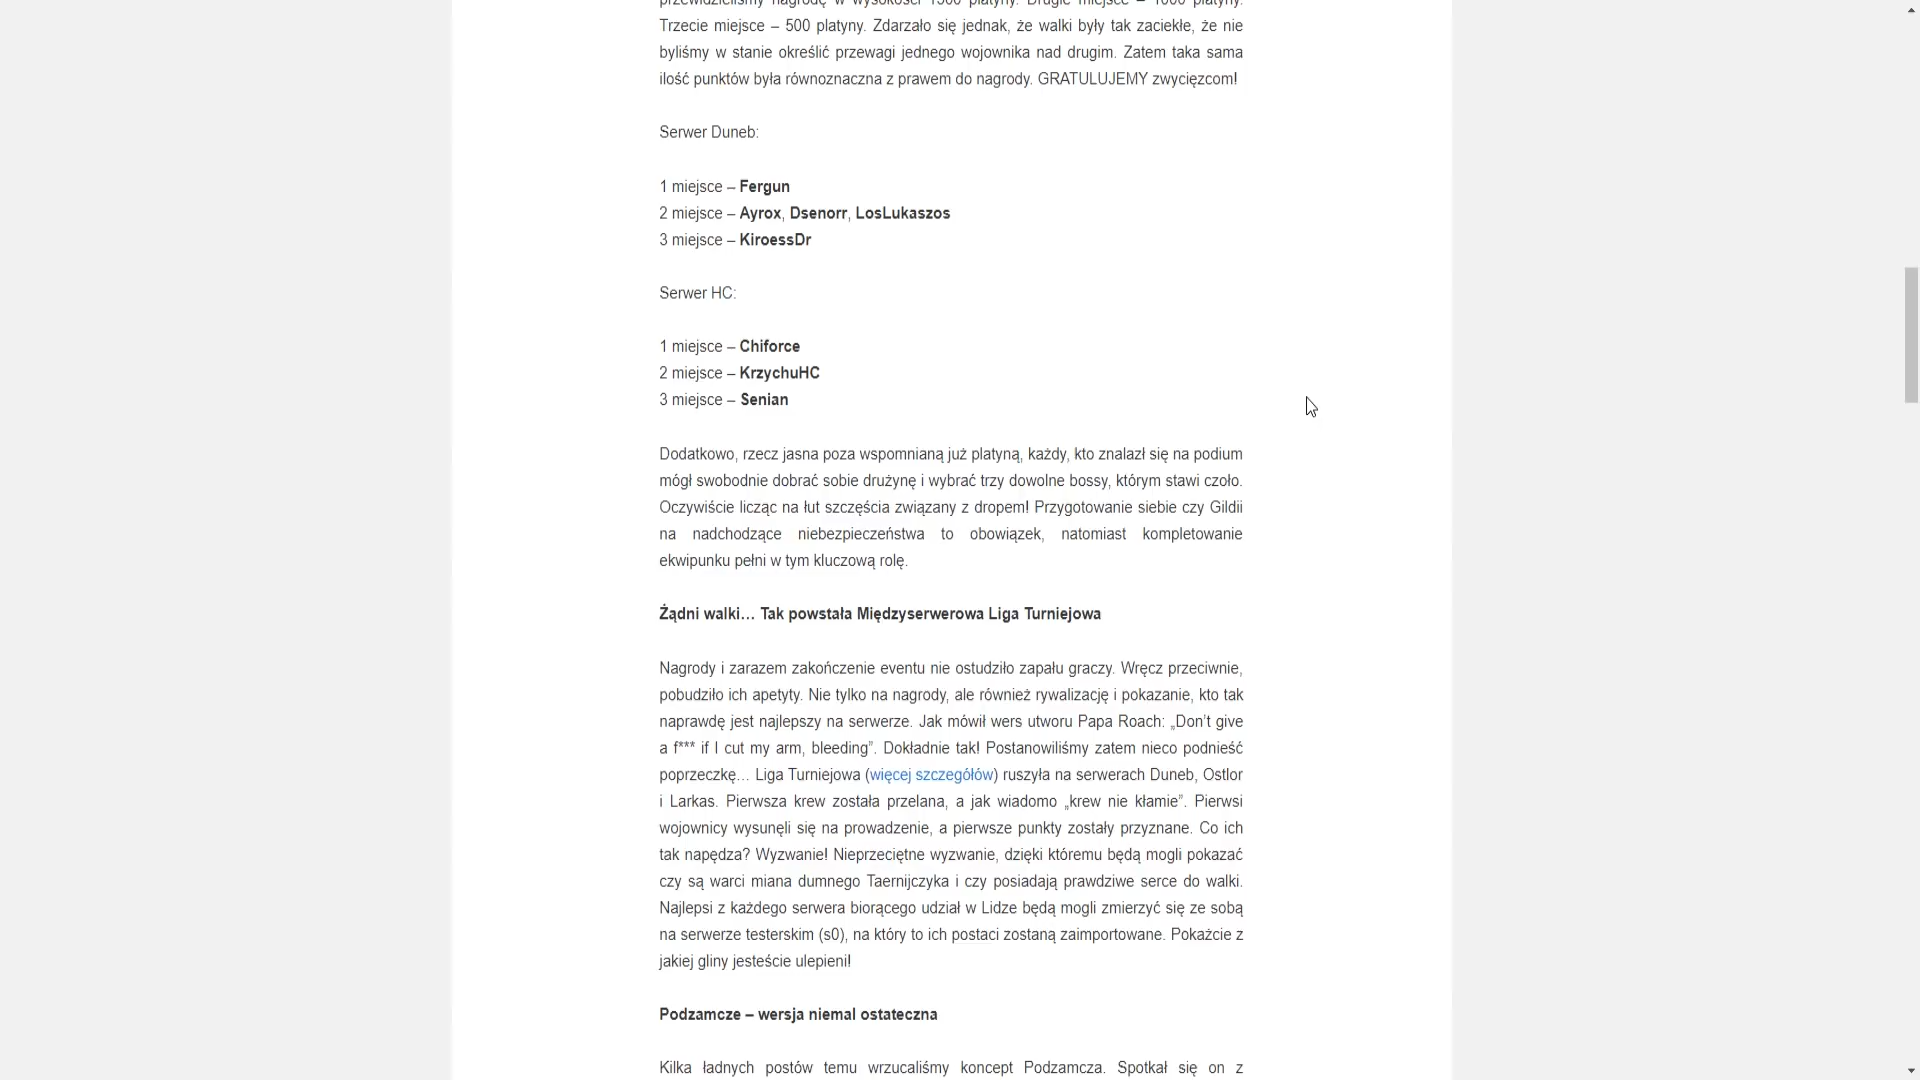 przewidzieliśmy nagrodę w wysokości 1500 platyny. Drugie miejsce – 1000 platyny.
Trzecie miejsce – 500 platyny. Zdarzało się jednak, że walki były tak zaciekłe, że nie
byliśmy w stanie określić przewagi jednego wojownika nad drugim. Zatem taka sama
ilość punktów była równoznaczna z prawem do nagrody. GRATULUJEMY zwycięzcom!
Serwer Duneb:
1 miejsce – Fergun
2 miejsce – Ayrox, Dsenorr, LosLukaszos
3 miejsce – KiroessDr
Serwer HC:
1 miejsce – Chiforce
2 miejsce – KrzychuHC
3 miejsce – Senian
Dodatkowo, rzecz jasna poza wspomnianą już platyną, każdy, kto znalazł się na podium
mógł swobodnie dobrać sobie drużynę i wybrać trzy dowolne bossy, którym stawi czoło.
Oczywiście licząc na łut szczęścia związany z dropem! Przygotowanie siebie czy Gildii
na nadchodzące niebezpieczeństwa to obowiązek, natomiast kompletowanie
ekwipunku pełni w tym kluczową rolę.
Żądni walki… Tak powstała Międzyserwerowa Liga Turniejowa
Nagrody i zarazem zakończenie eventu nie ostudziło zapału graczy. Wręcz przeciwnie,
pobudziło ich apetyty. Nie tylko na nagrody, ale również rywalizację i pokazanie, kto tak
naprawdę jest najlepszy na serwerze. Jak mówił wers utworu Papa Roach: „Don’t give
a f*** if I cut my arm, bleeding”. Dokładnie tak! Postanowiliśmy zatem nieco podnieść
poprzeczkę… Liga Turniejowa (więcej szczegółów) ruszyła na serwerach Duneb, Ostlor
i Larkas. Pierwsza krew została przelana, a jak wiadomo „krew nie kłamie”. Pierwsi
wojownicy wysunęli się na prowadzenie, a pierwsze punkty zostały przyznane. Co ich
tak napędza? Wyzwanie! Nieprzeciętne wyzwanie, dzięki któremu będą mogli pokazać
czy są warci miana dumnego Taernijczyka i czy posiadają prawdziwe serce do walki.
Najlepsi z każdego serwera biorącego udział w Lidze będą mogli zmierzyć się ze sobą
na serwerze testerskim (s0), na który to ich postaci zostaną zaimportowane. Pokażcie z
jakiej gliny jesteście ulepieni!
Podzamcze – wersja niemal ostateczna
Kilka ładnych postów temu wrzucaliśmy koncept Podzamcza. Spotkał się on z